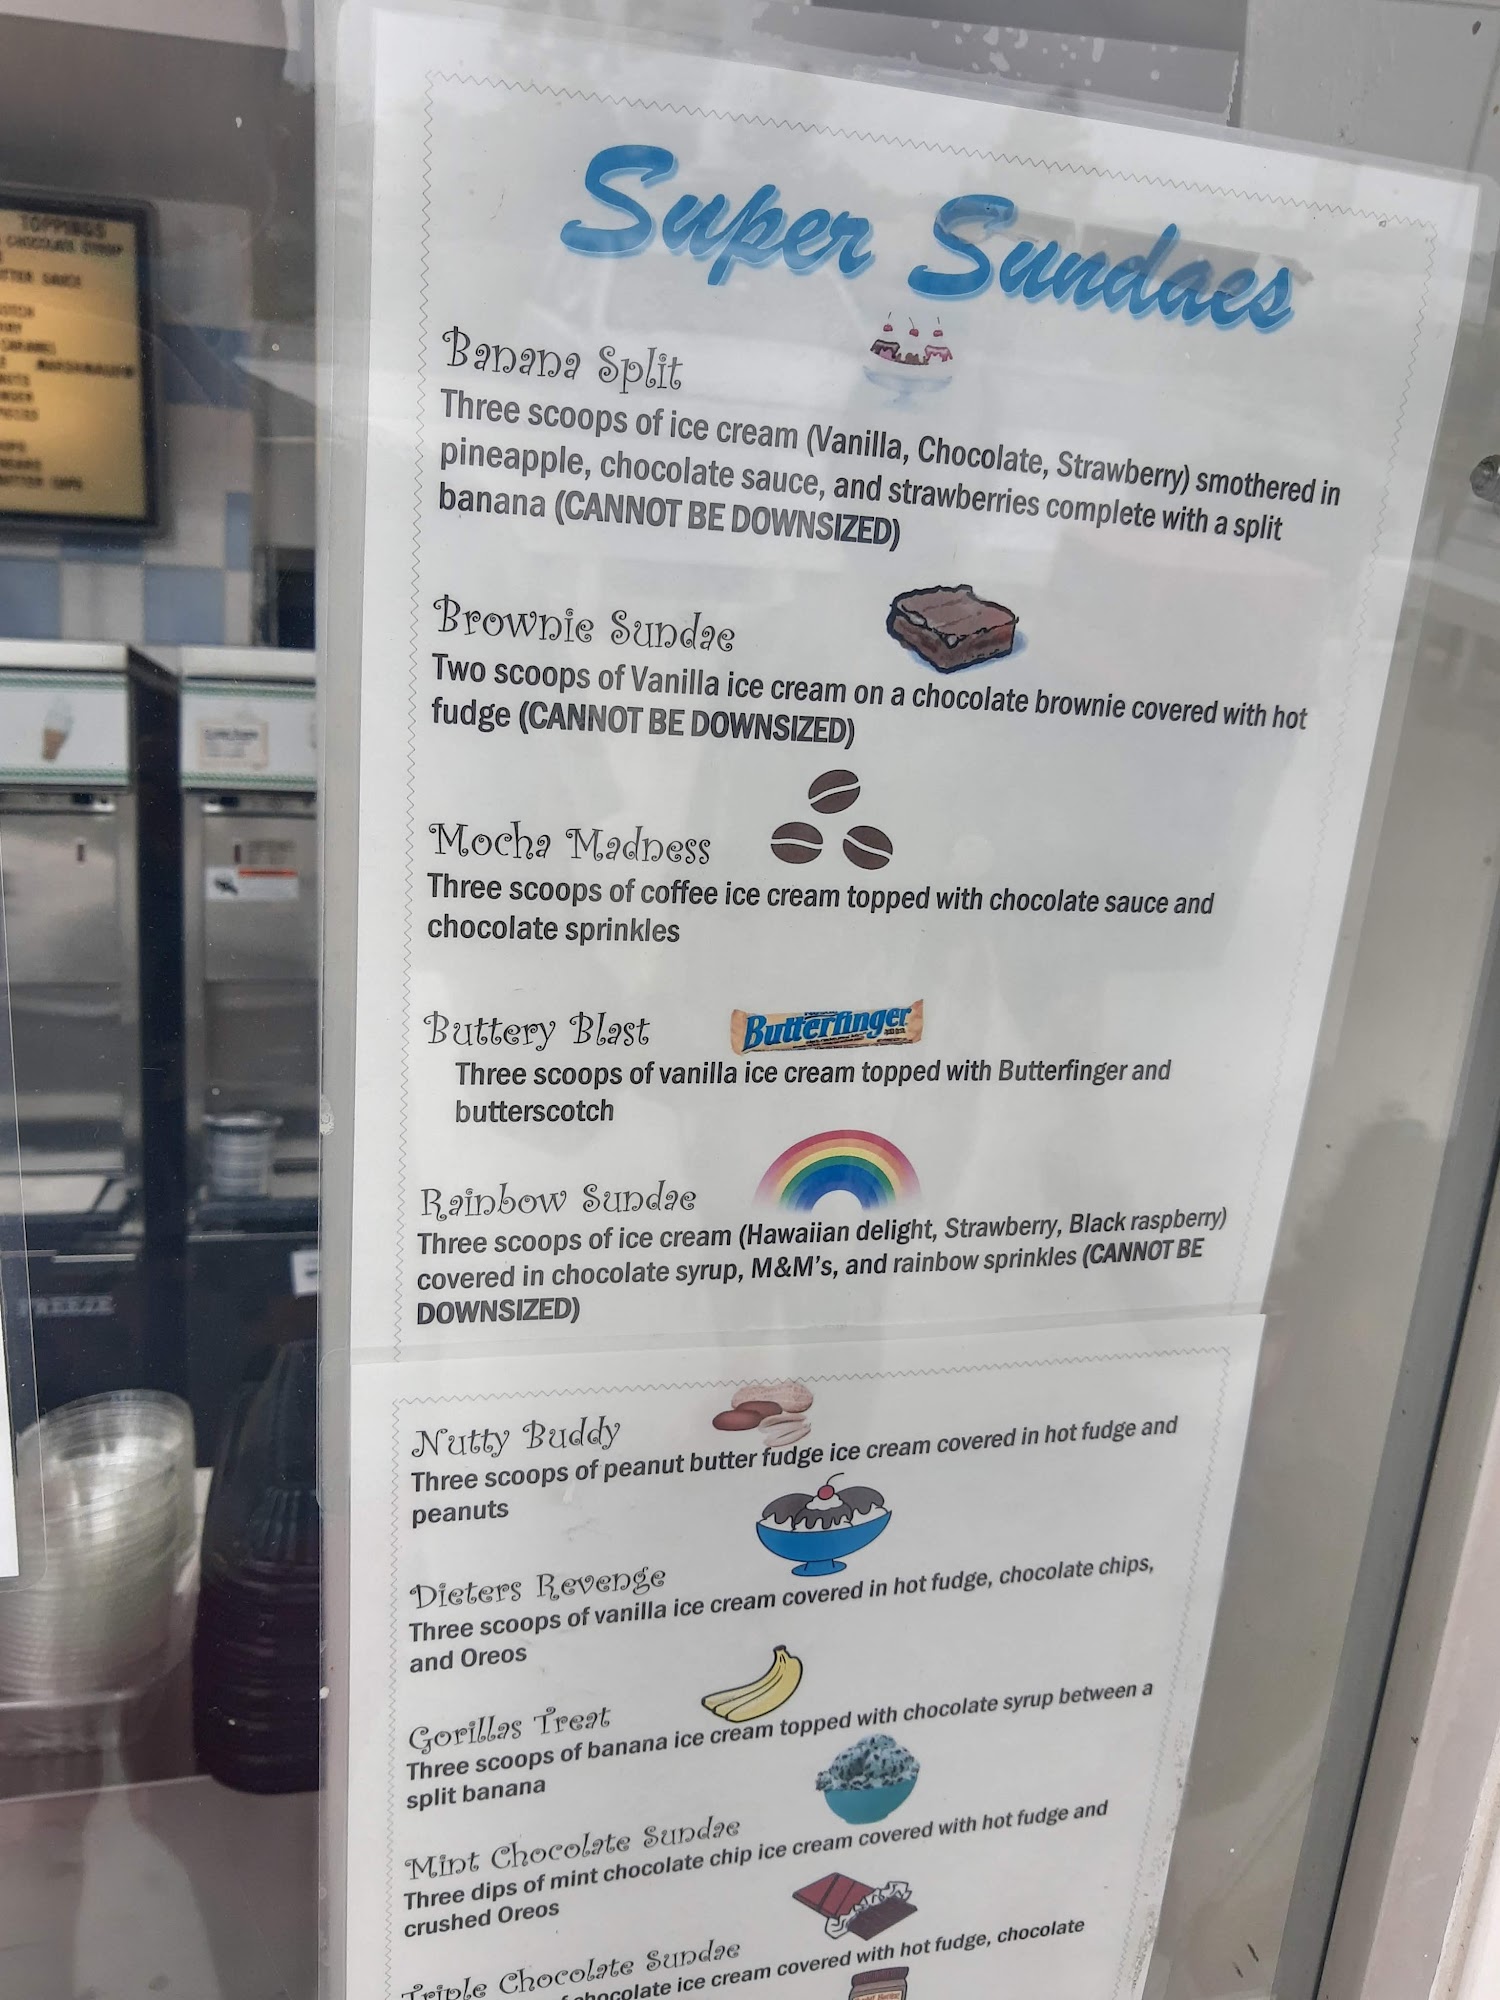 Super Sundaes
Banana Split
Three scoops of ice cream (Vanilla, Chocolate, Strawberry) smothered in
pineapple, chocolate sauce, and strawberries complete with a split
banana (CANNOT BE DOWNSIZED)
Brownie Sundae
Two scoops of Vanilla ice cream on a chocolate brownie covered with hot
fudge (CANNOT BE DOWNSIZED)
Mocha Madness
Three scoops of coffee ice cream topped with chocolate sauce and
chocolate sprinkles
Buttery Blast
Butterfinger
Three scoops of vanilla ice cream topped with Butterfinger and
butterscotch
Rainbow Sundae
Three scoops of ice cream (Hawaiian delight, Strawberry, Black raspberry)
covered in chocolate syrup, M&M's, and rainbow sprinkles (CANNOT BE
DOWNSIZED)
Nutty Buddy
Three scoops of peanut butter fudge ice cream covered in hot fudge and
peanuts
Dieters Revenge
Three scoops of vanilla ice cream covered in hot fudge, chocolate chips,
and Oreos
Gorillas Treat
Three scoops of banana ice cream topped with chocolate syrup between a
split banana
Mint Chocolate Sundae
Three dips of mint chocolate chip ice cream covered with hot fudge and
crushed Oreos
Triple Chocolate Sundae
chocolate ice cream covered with hot fudge, chocolate
TOPPINGS
CHOCOLATE SYRUP
SAUCE
CARAMEL
MARSHMALLOW
FREEZE